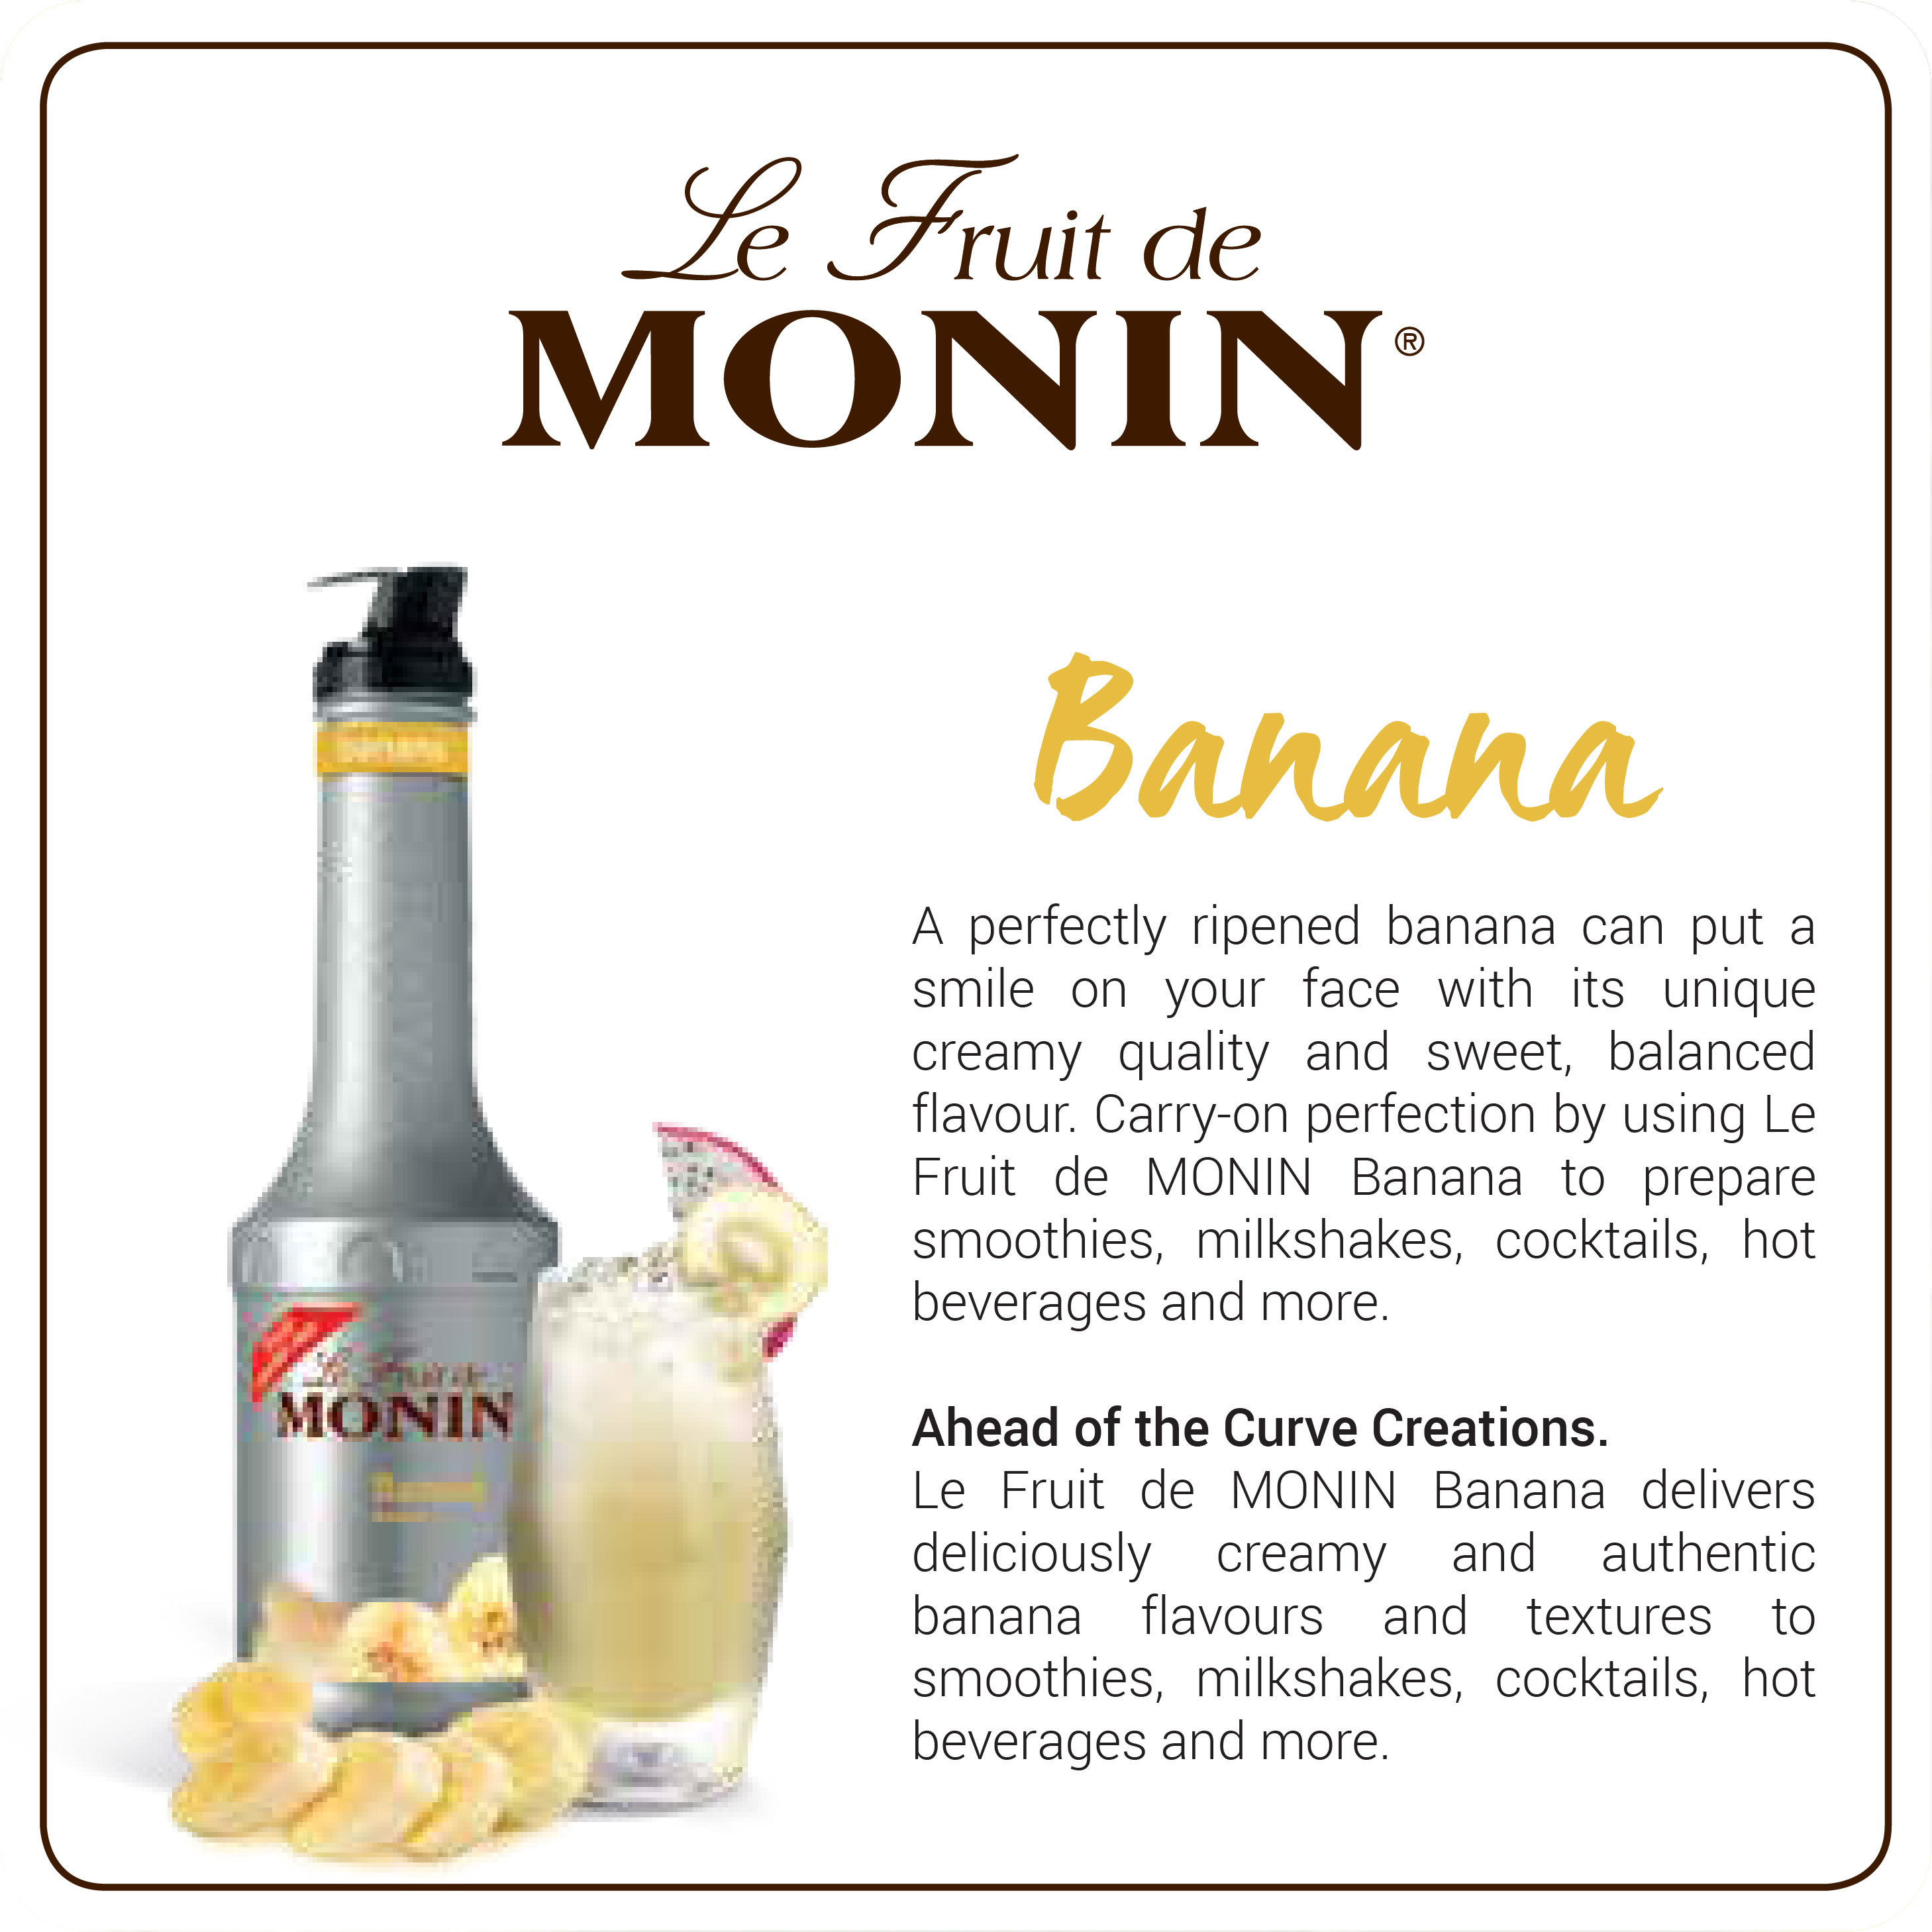 Le Fruit de
MONIN®
Banana
A perfectly ripened banana can put a
smile on your face with its unique
creamy quality and sweet, balanced
flavour. Carry-on perfection by using Le
Fruit de MONIN Banana to prepare
smoothies, milkshakes, cocktails, hot
beverages and more.
Ahead of the Curve Creations.
Le Fruit de MONIN Banana delivers
deliciously creamy and authentic
banana flavours and textures to
smoothies, milkshakes, cocktails, hot
beverages and more.
Le Fruit de
MONIN